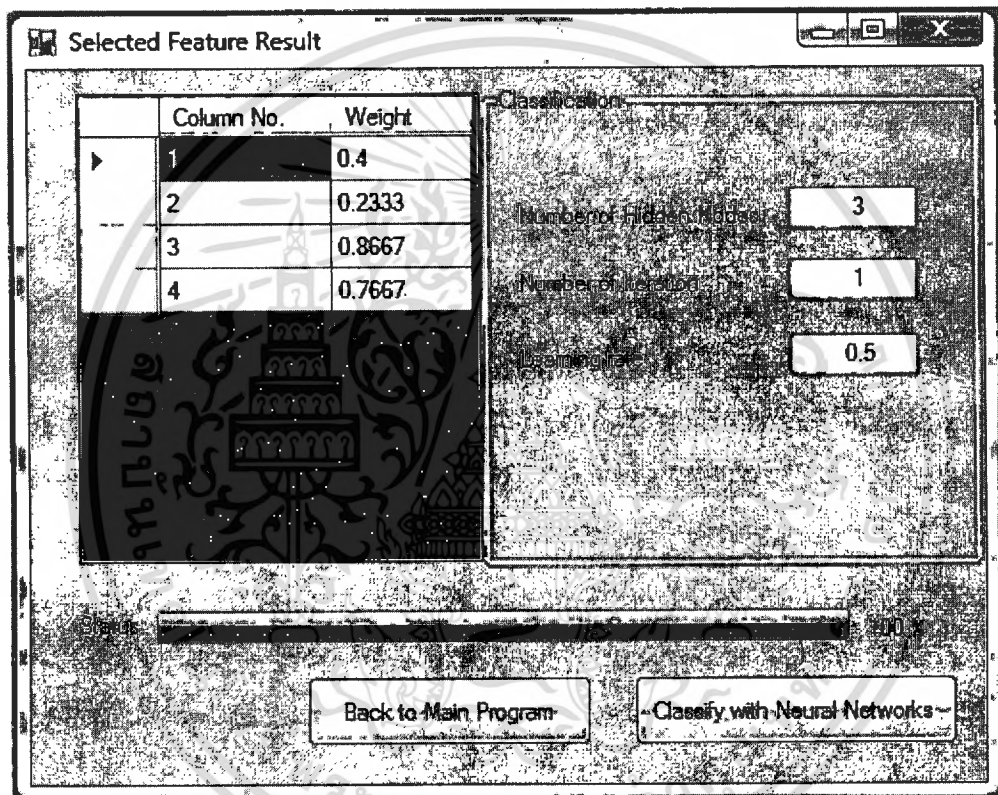 Selected Feature Result
Column No. Weight
1 0.4
2 0.2333
3 0.8667
4 0.7667
Classification
Number of Hidden Nodes 3
Number of Iteration 1
Learning 0.5
Status
Back to Main Program
Classify with Neural Networks